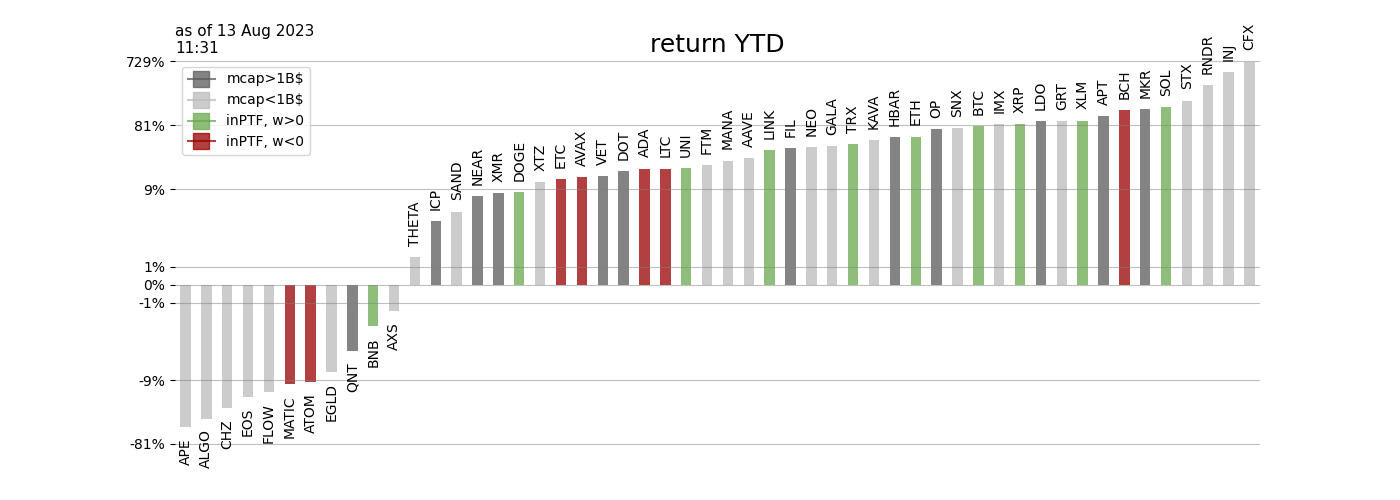 as of 13 Aug 2023
11:31
return YTD
729%
81%
9%
1%
0%
-1%
-9%
-81%
mcap>1B$
mcap<1B$
inPTF, w>0
inPTF, w<0
APE
ALGO
CHZ
EOS
FLOW
MATIC
ATOM
EGLD
QNT
BNB
AXS
THETA
ICP
SAND
NEAR
XMR
DOGE
XTZ
ETC
AVAX
VET
DOT
ADA
LTC
UNI
FTM
MANA
AAVE
LINK
FIL
NEO
GALA
TRX
KAVA
HBAR
ETH
OP
SNX
BTC
IMX
XRP
LDO
GRT
XLM
APT
BCH
MKR
SOL
STX
RNDR
INJ
CFX